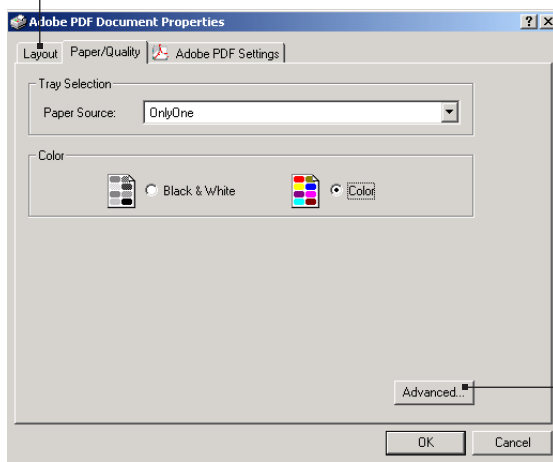 Adobe PDF Document Properties
Layout Paper/Quality Adobe PDF Settings
Tray Selection
Paper Source: OnlyOne
Color
Black & White Color
Advanced...
OK Cancel